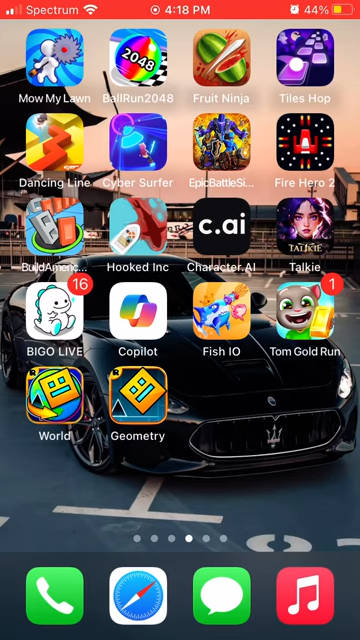 Spectrum 4:18 PM 44%
2048
Mow My Lawn BallRun2048 Fruit Ninja Tiles Hop
Dancing Line Cyber Surfer EpicBattleSi... Fire Hero 2
c.ai
TALKIE
BuildAmeric... Hooked Inc Character.AI Talkie
16 1
BIGO LIVE Copilot Fish IO Tom Gold Run
R R
World Geometry